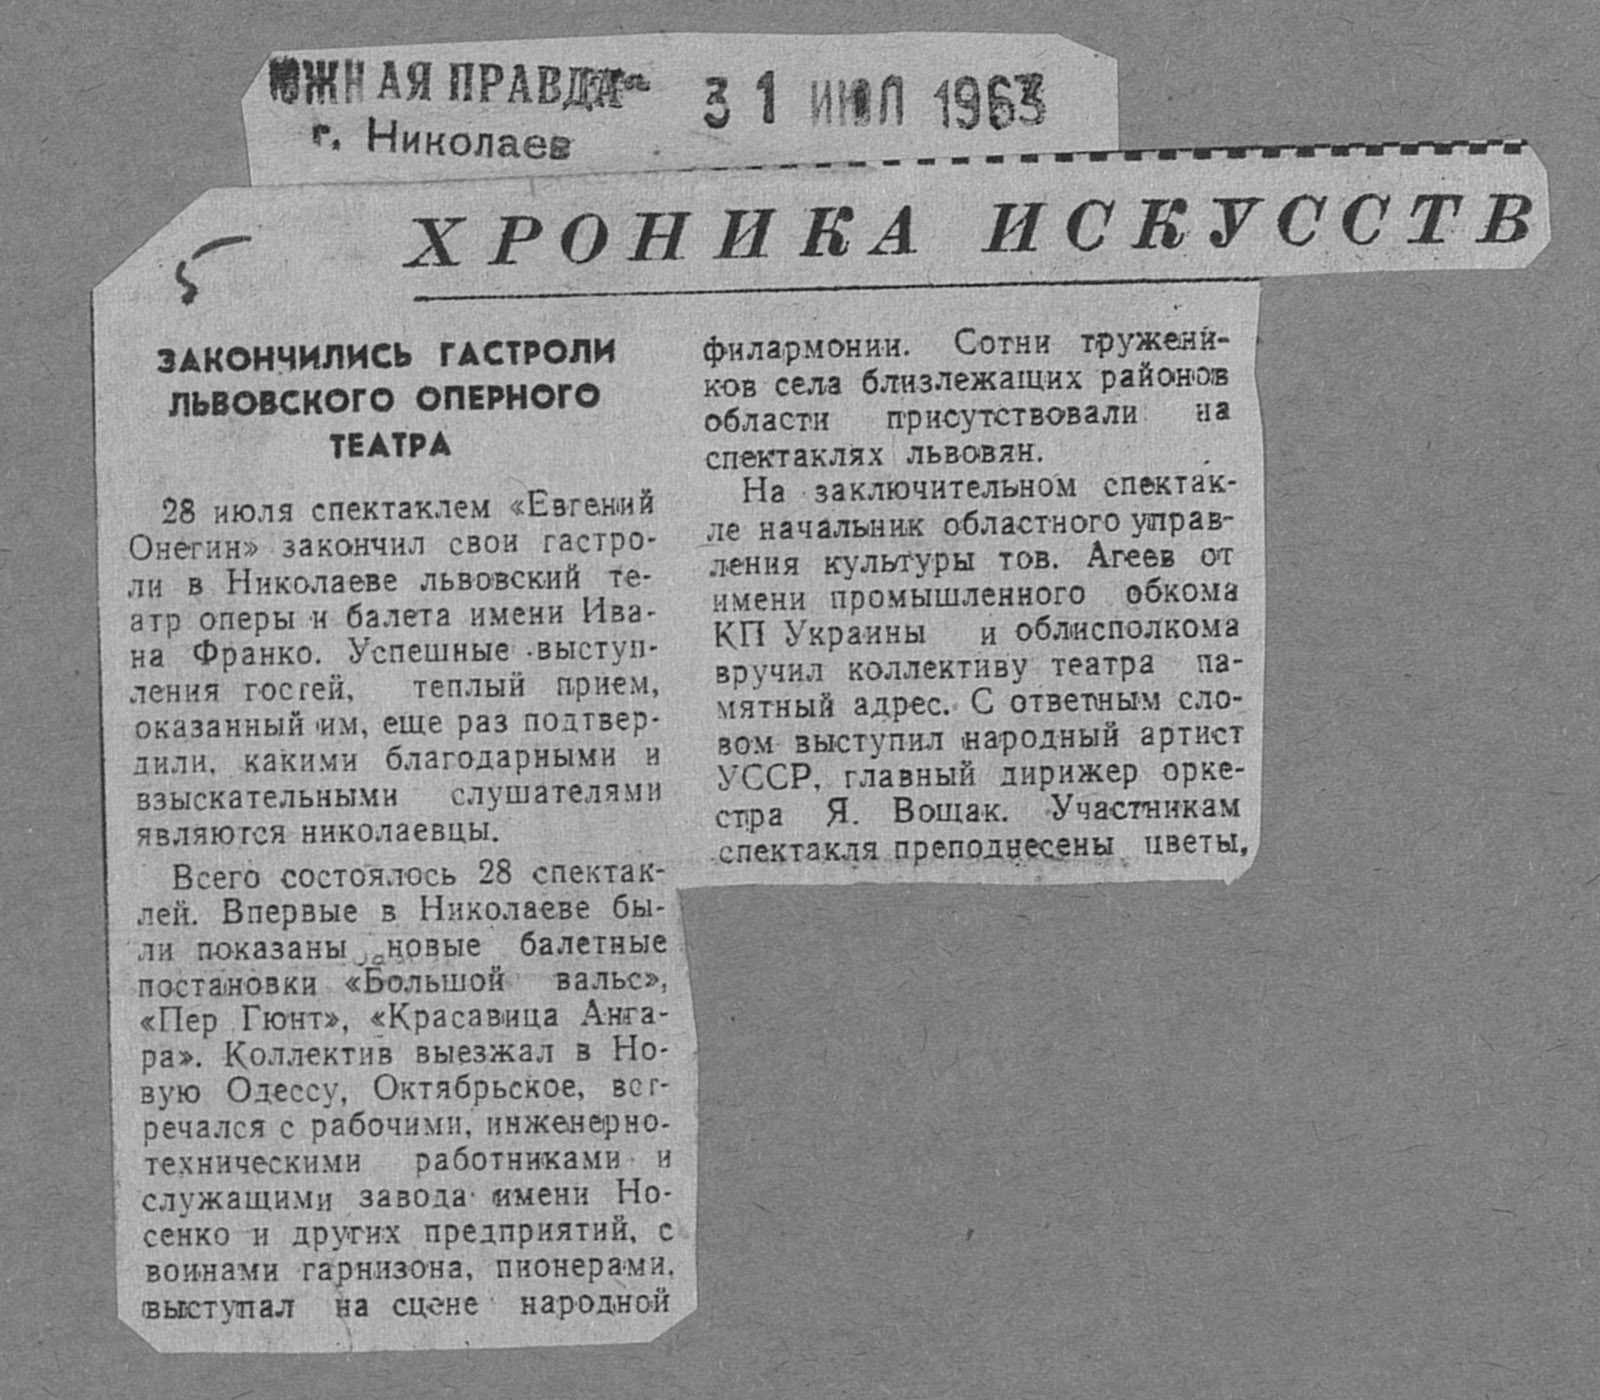 ЮЖНАЯ ПРАВДА
г. Николаев
31 ИЮЛ 1963
ХРОНИКА ИСКУССТВ
5
ЗАКОНЧИЛИСЬ ГАСТРОЛИ
ЛЬВОВСКОГО ОПЕРНОГО
ТЕАТРА
28 июля спектаклем «Евгений
Онегин» закончил свои гастро-
ли в Николаеве львовский те-
атр оперы и балета имени Ива-
на Франко. Успешные выступ-
ления гостей, теплый прием,
оказанный им, еще раз подтвер-
дили, какими благодарными и
взыскательными слушателями
являются николаевцы.
Всего состоялось 28 спектак-
лей. Впервые в Николаеве бы-
ли показаны новые балетные
постановки «Большой вальс»,
«Пер Гюнт», «Красавица Анга-
ра». Коллектив выезжал в Но-
вую Одессу, Октябрьское, вст-
речался с рабочими, инженерно-
техническими работниками и
служащими завода имени Но-
сенко и других предприятий, с
воинами гарнизона, пионерами,
выступал на сцене народной
филармонии. Сотни тружени-
ков села близлежащих районов
области присутствовали на
спектаклях львовян.
На заключительном спектак-
ле начальник областного управ-
ления культуры тов. Агеев от
имени промышленного обкома
КП Украины и облисполкома
вручил коллективу театра па-
мятный адрес. С ответным сло-
вом выступил народный артист
УССР, главный дирижер орке-
стра Я. Вощак. Участникам
спектакля преподнесены цветы,